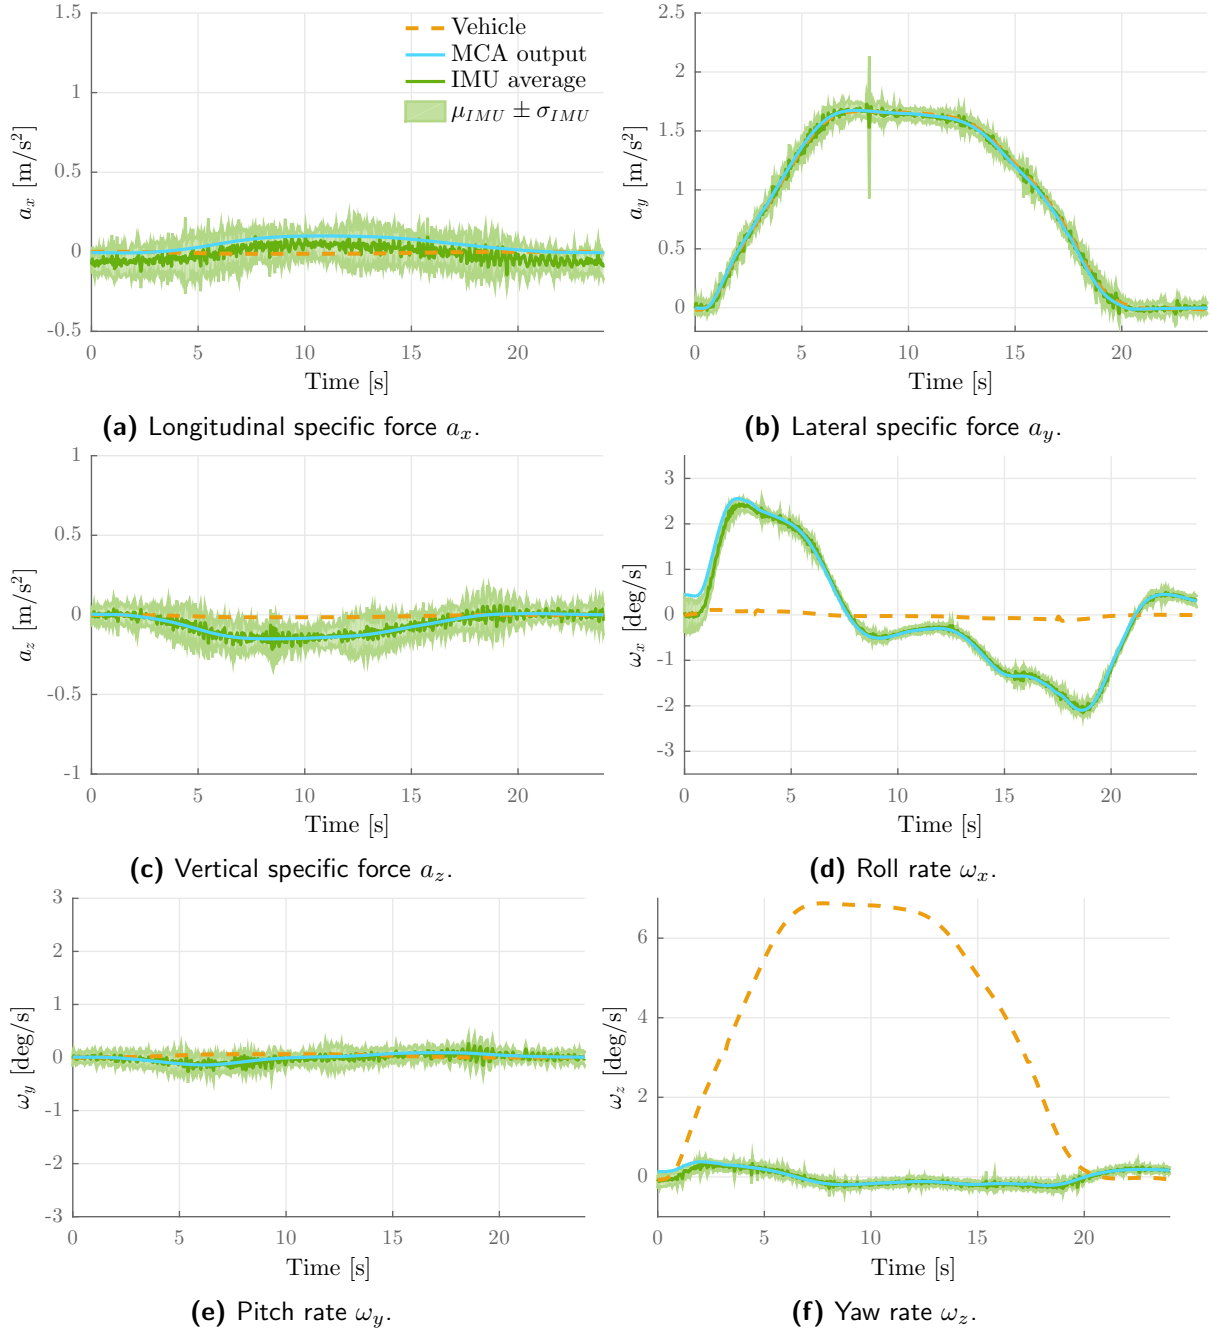 1.5
1
0.5
0
-0.5
a_x [m/s²]
Vehicle
MCA output
IMU average
μ_IMU ± σ_IMU
0 5 10 15 20
Time [s]
(a) Longitudinal specific force a_x.
2.5
2
1.5
1
0.5
0
a_y [m/s²]
0 5 10 15 20
Time [s]
(b) Lateral specific force a_y.
1
0.5
0
-0.5
-1
a_z [m/s²]
0 5 10 15 20
Time [s]
(c) Vertical specific force a_z.
3
2
1
0
-1
-2
-3
ω_x [deg/s]
0 5 10 15 20
Time [s]
(d) Roll rate ω_x.
3
2
1
0
-1
-2
-3
ω_y [deg/s]
0 5 10 15 20
Time [s]
(e) Pitch rate ω_y.
6
4
2
0
ω_z [deg/s]
0 5 10 15 20
Time [s]
(f) Yaw rate ω_z.